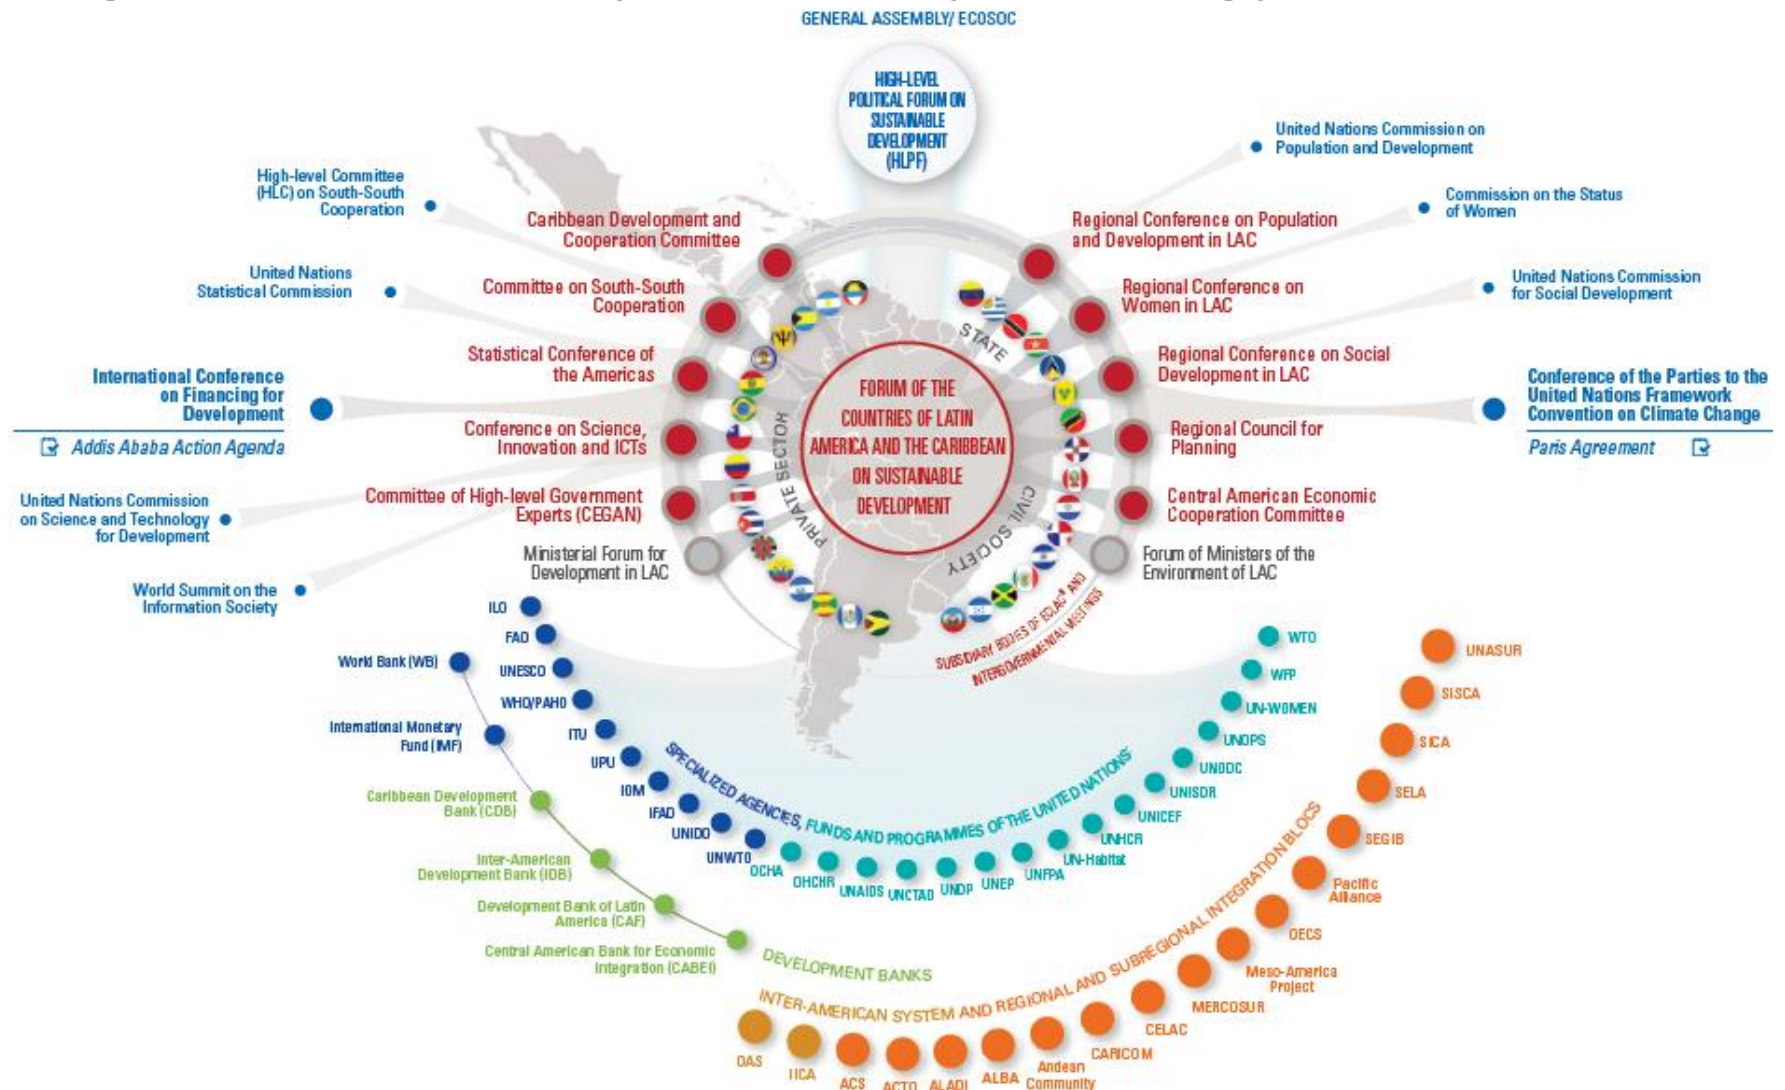 GENERAL ASSEMBLY/ ECOSOC
HIGH-LEVEL
POLITICAL FORUM ON
SUSTAINABLE
DEVELOPMENT
(HLPF)
High-level Committee
(HLC) on South-South
Cooperation
United Nations
Statistical Commission
International Conference
on Financing for
Development
Addis Ababa Action Agenda
United Nations Commission
on Science and Technology
for Development
World Summit on the
Information Society
Caribbean Development and
Cooperation Committee
Committee on South-South
Cooperation
Statistical Conference of
the Americas
Conference on Science,
Innovation and ICTs
Committee of High-level Government
Experts (CEGAN)
Ministerial Forum for
Development in LAC
STATE
PRIVATE SECTOR
CIVIL SOCIETY
FORUM OF THE
COUNTRIES OF LATIN
AMERICA AND THE CARIBBEAN
ON SUSTAINABLE
DEVELOPMENT
Regional Conference on Population
and Development in LAC
Regional Conference on
Women in LAC
Regional Conference on Social
Development in LAC
Regional Council for
Planning
Central American Economic
Cooperation Committee
Forum of Ministers of the
Environment of LAC
SUBSIDIARY BODIES OF ECLAC AND
INTERGOVERNMENTAL MEETINGS
United Nations Commission on
Population and Development
Commission on the Status
of Women
United Nations Commission
for Social Development
Conference of the Parties to the
United Nations Framework
Convention on Climate Change
Paris Agreement
ILO
FAO
UNESCO
WHO/PAHO
ITU
UPU
IOM
IFAD
UNIDO
UNWTO
OCHA
OHCHR
UNAIDS
UNCTAD
UNDP
UNEP
UNFPA
UN-Habitat
UNHCR
UNICEF
UNISDR
UNODC
UNOPS
UN-WOMEN
WFP
WTO
SPECIALIZED AGENCIES, FUNDS AND PROGRAMMES OF THE UNITED NATIONS
World Bank (WB)
International Monetary
Fund (IMF)
Caribbean Development
Bank (CDB)
Inter-American
Development Bank (IDB)
Development Bank of Latin
America (CAF)
Central American Bank for Economic
Integration (CABEI)
DEVELOPMENT BANKS
INTER-AMERICAN SYSTEM AND REGIONAL AND SUBREGIONAL INTEGRATION BLOCS
OAS
IICA
ACS
ACTO
ALADI
ALBA
Andean
Community
CARICOM
CELAC
MERCOSUR
Meso-America
Project
OECS
Pacific
Alliance
SEGIB
SELA
SICA
SISCA
UNASUR